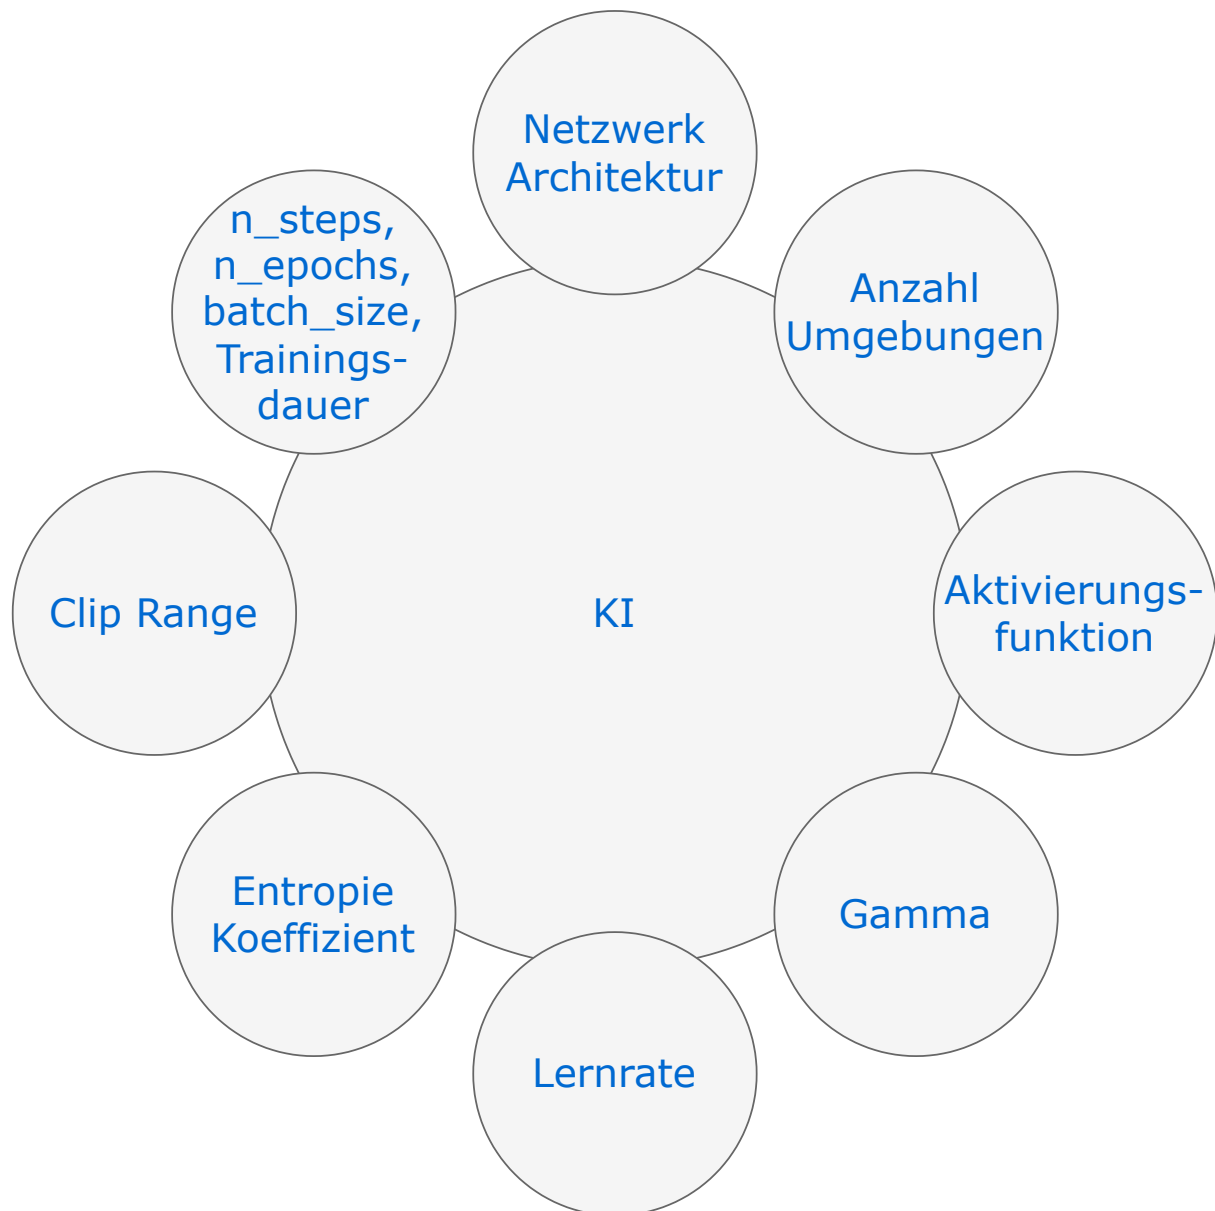 Netzwerk
Architektur
n_steps,
n_epochs,
batch_size,
Trainings-
dauer
Anzahl
Umgebungen
Clip Range
KI
Aktivierungs-
funktion
Entropie
Koeffizient
Gamma
Lernrate